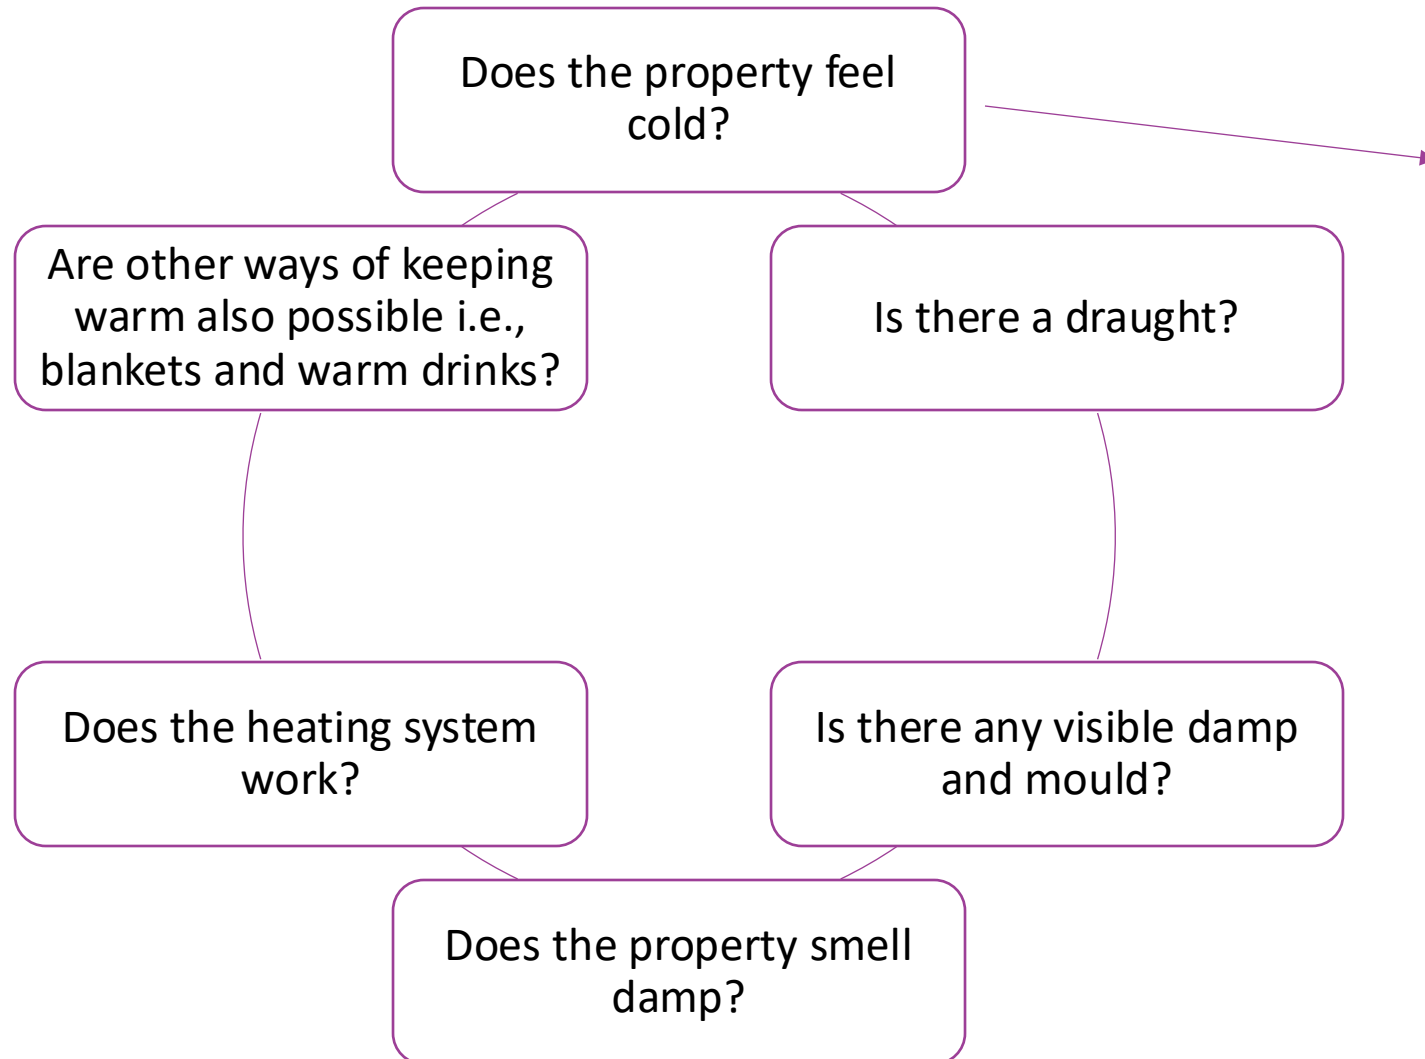 Does the property feel
cold?
Is there a draught?
Is there any visible damp
and mould?
Does the property smell
damp?
Does the heating system
work?
Are other ways of keeping
warm also possible i.e.,
blankets and warm drinks?